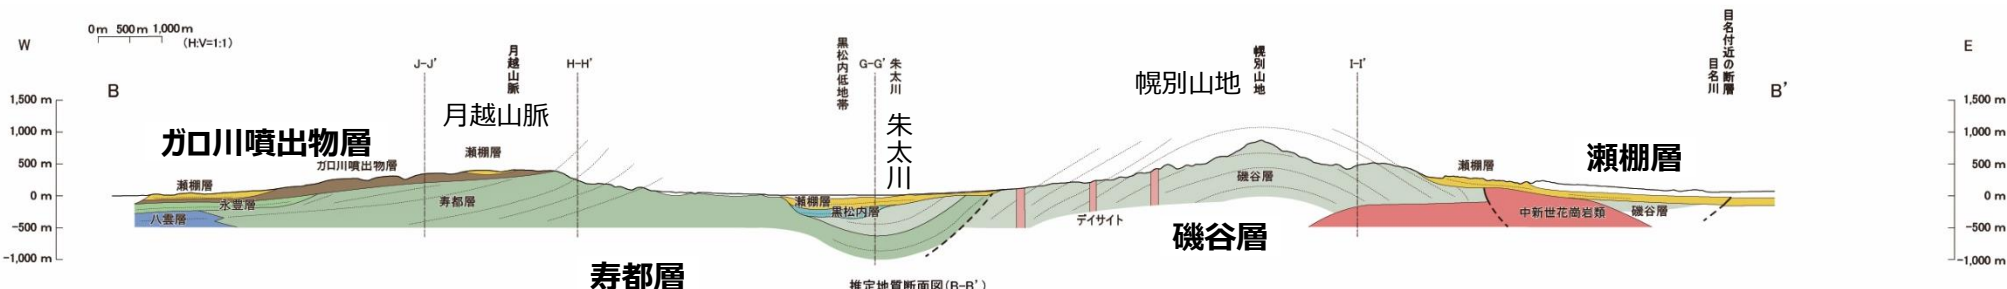 0m 500m 1,000m
(H:V=1:1)
W
E
B
B'
J-J'
月越山脈
H-H'
黒松内低地帯
G-G'
朱太川
幌別山地
I-I'
目名川
目名付近の断層
月越山脈
幌別山地
朱太川
ガロ川噴出物層
瀬棚層
1,500 m
1,000 m
500 m
0 m
-500 m
-1,000 m
1,500 m
1,000 m
500 m
0 m
-500 m
-1,000 m
瀬棚層
ガロ川噴出物層
瀬棚層
永豊層
八雲層
寿都層
瀬棚層
黒松内層
デイサイト
磯谷層
瀬棚層
中新世花崗岩類
磯谷層
寿都層
磯谷層
推定地質断面図(B-B')